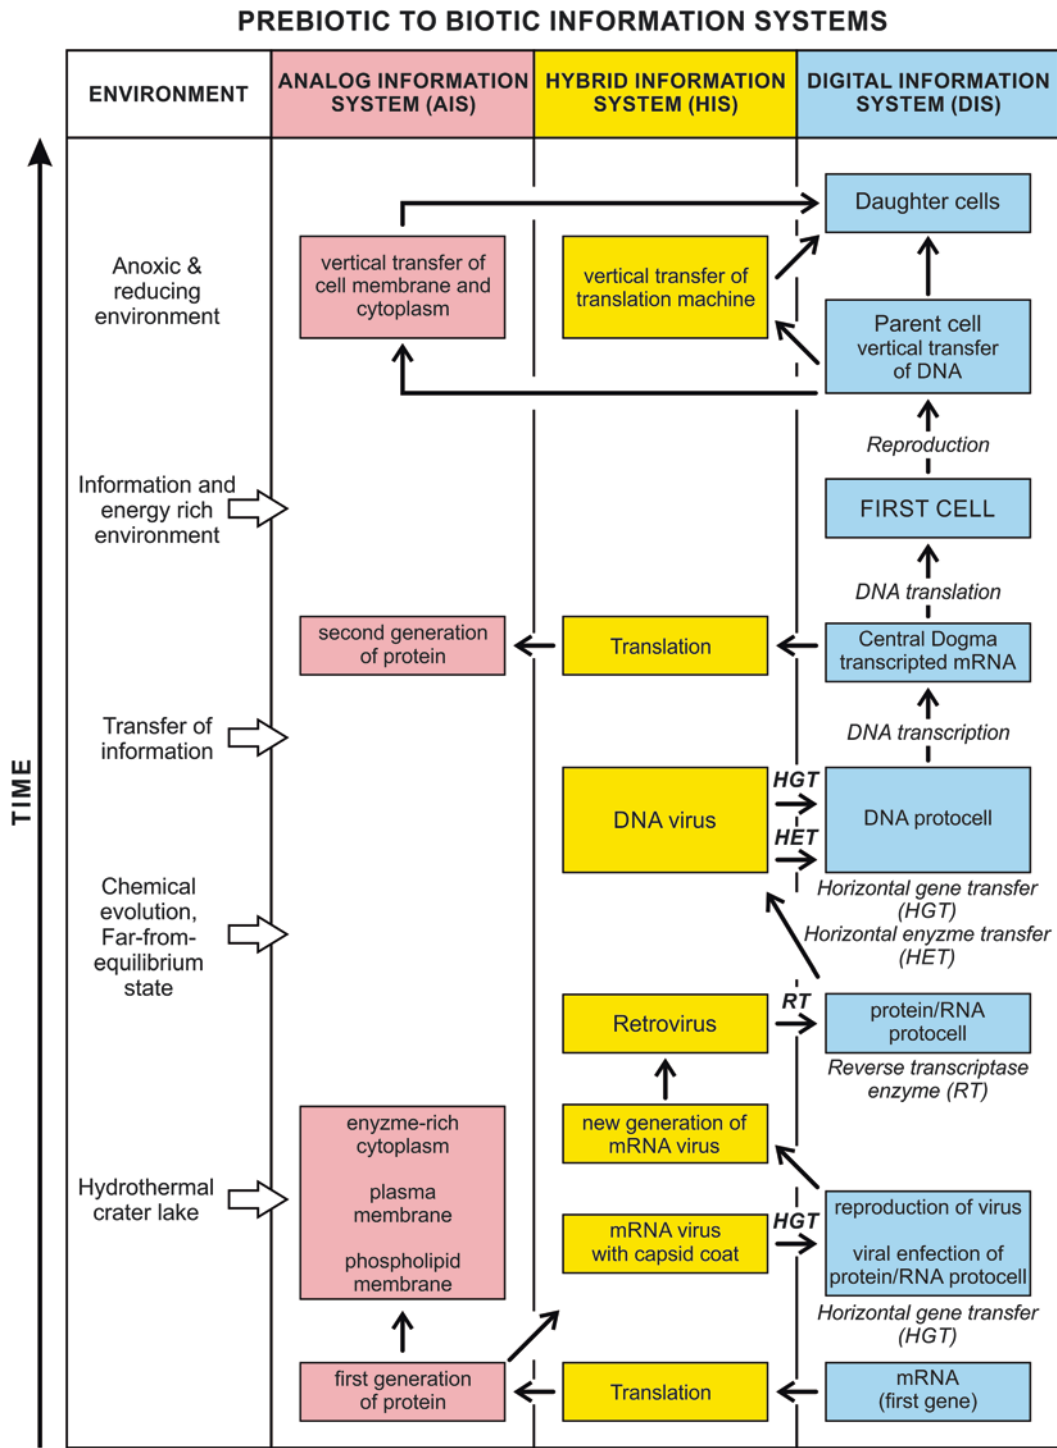 PREBIOTIC TO BIOTIC INFORMATION SYSTEMS
ENVIRONMENT
ANALOG INFORMATION
SYSTEM (AIS)
HYBRID INFORMATION
SYSTEM (HIS)
DIGITAL INFORMATION
SYSTEM (DIS)
TIME
Daughter cells
Anoxic &
reducing
environment
vertical transfer of
cell membrane and
cytoplasm
vertical transfer of
translation machine
Parent cell
vertical transfer
of DNA
Reproduction
Information and
energy rich
environment
FIRST CELL
DNA translation
second generation
of protein
Translation
Central Dogma
transcripted mRNA
Transfer of
information
DNA transcription
DNA virus
HGT
HET
DNA protocell
Horizontal gene transfer
(HGT)
Horizontal enyzme transfer
(HET)
Chemical
evolution,
Far-from-
equilibrium
state
Retrovirus
RT
protein/RNA
protocell
Reverse transcriptase
enzyme (RT)
enyzme-rich
cytoplasm
plasma
membrane
phospholipid
membrane
new generation of
mRNA virus
Hydrothermal
crater lake
mRNA virus
with capsid coat
HGT
reproduction of virus
viral enfection of
protein/RNA protocell
Horizontal gene transfer
(HGT)
first generation
of protein
Translation
mRNA
(first gene)